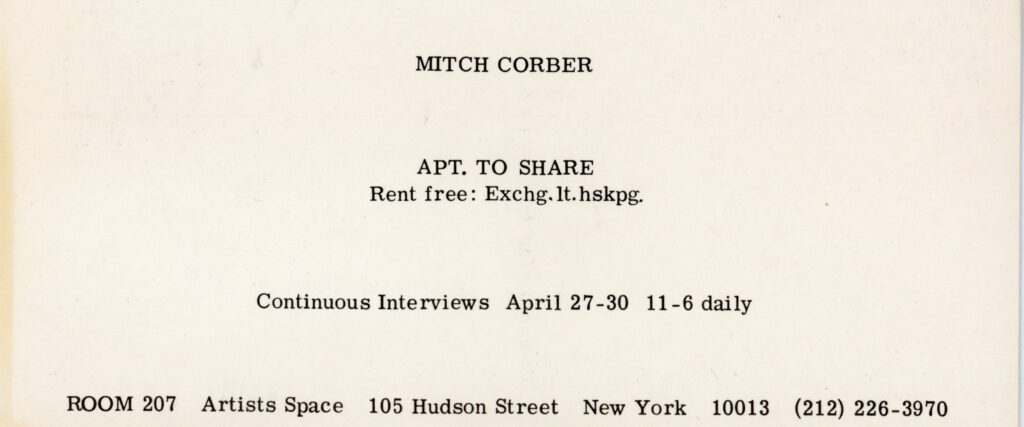 MITCH CORBER
APT. TO SHARE
Rent free: Exchg.lt.hskpg.
Continuous Interviews April 27-30 11-6 daily
ROOM 207 Artists Space 105 Hudson Street New York 10013 (212) 226-3970